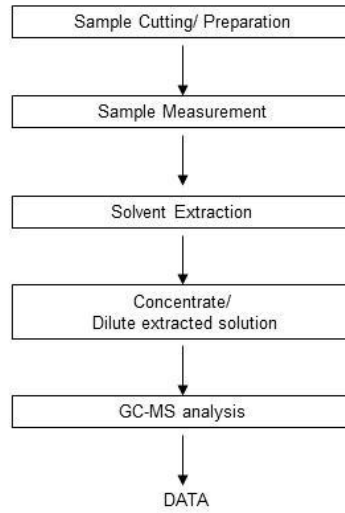 Sample Cutting/ Preparation
Sample Measurement
Solvent Extraction
Concentrate/
Dilute extracted solution
GC-MS analysis
DATA